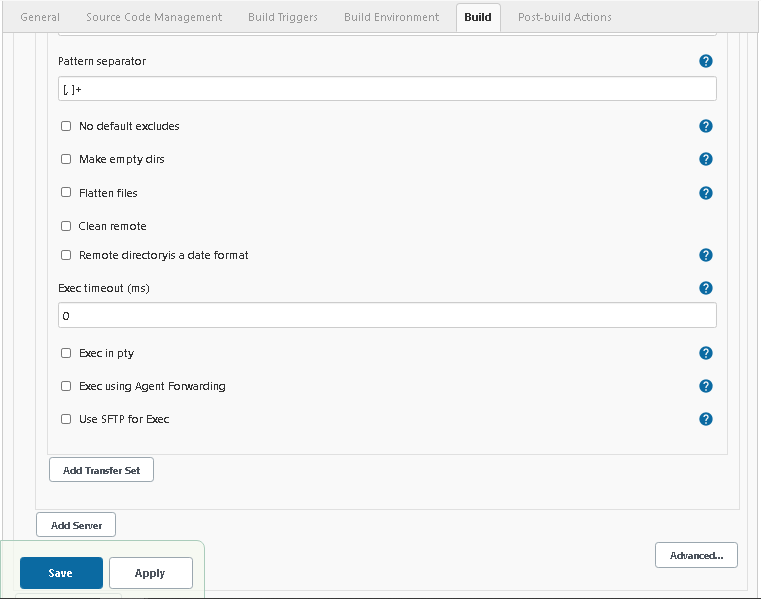 General Source Code Management Build Triggers Build Environment Build Post-build Actions
Pattern separator ?
[, ]+
No default excludes ?
Make empty dirs ?
Flatten files ?
Clean remote
Remote directoryis a date format ?
Exec timeout (ms) ?
0
Exec in pty ?
Exec using Agent Forwarding ?
Use SFTP for Exec ?
Add Transfer Set
Add Server
Advanced...
Save Apply